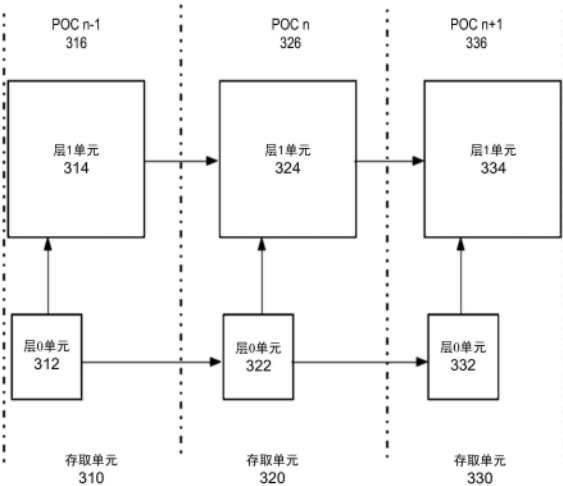 POC n-1
316
POC n
326
POC n+1
336
层1单元
314
层1单元
324
层1单元
334
层0单元
312
层0单元
322
层0单元
332
存取单元
310
存取单元
320
存取单元
330